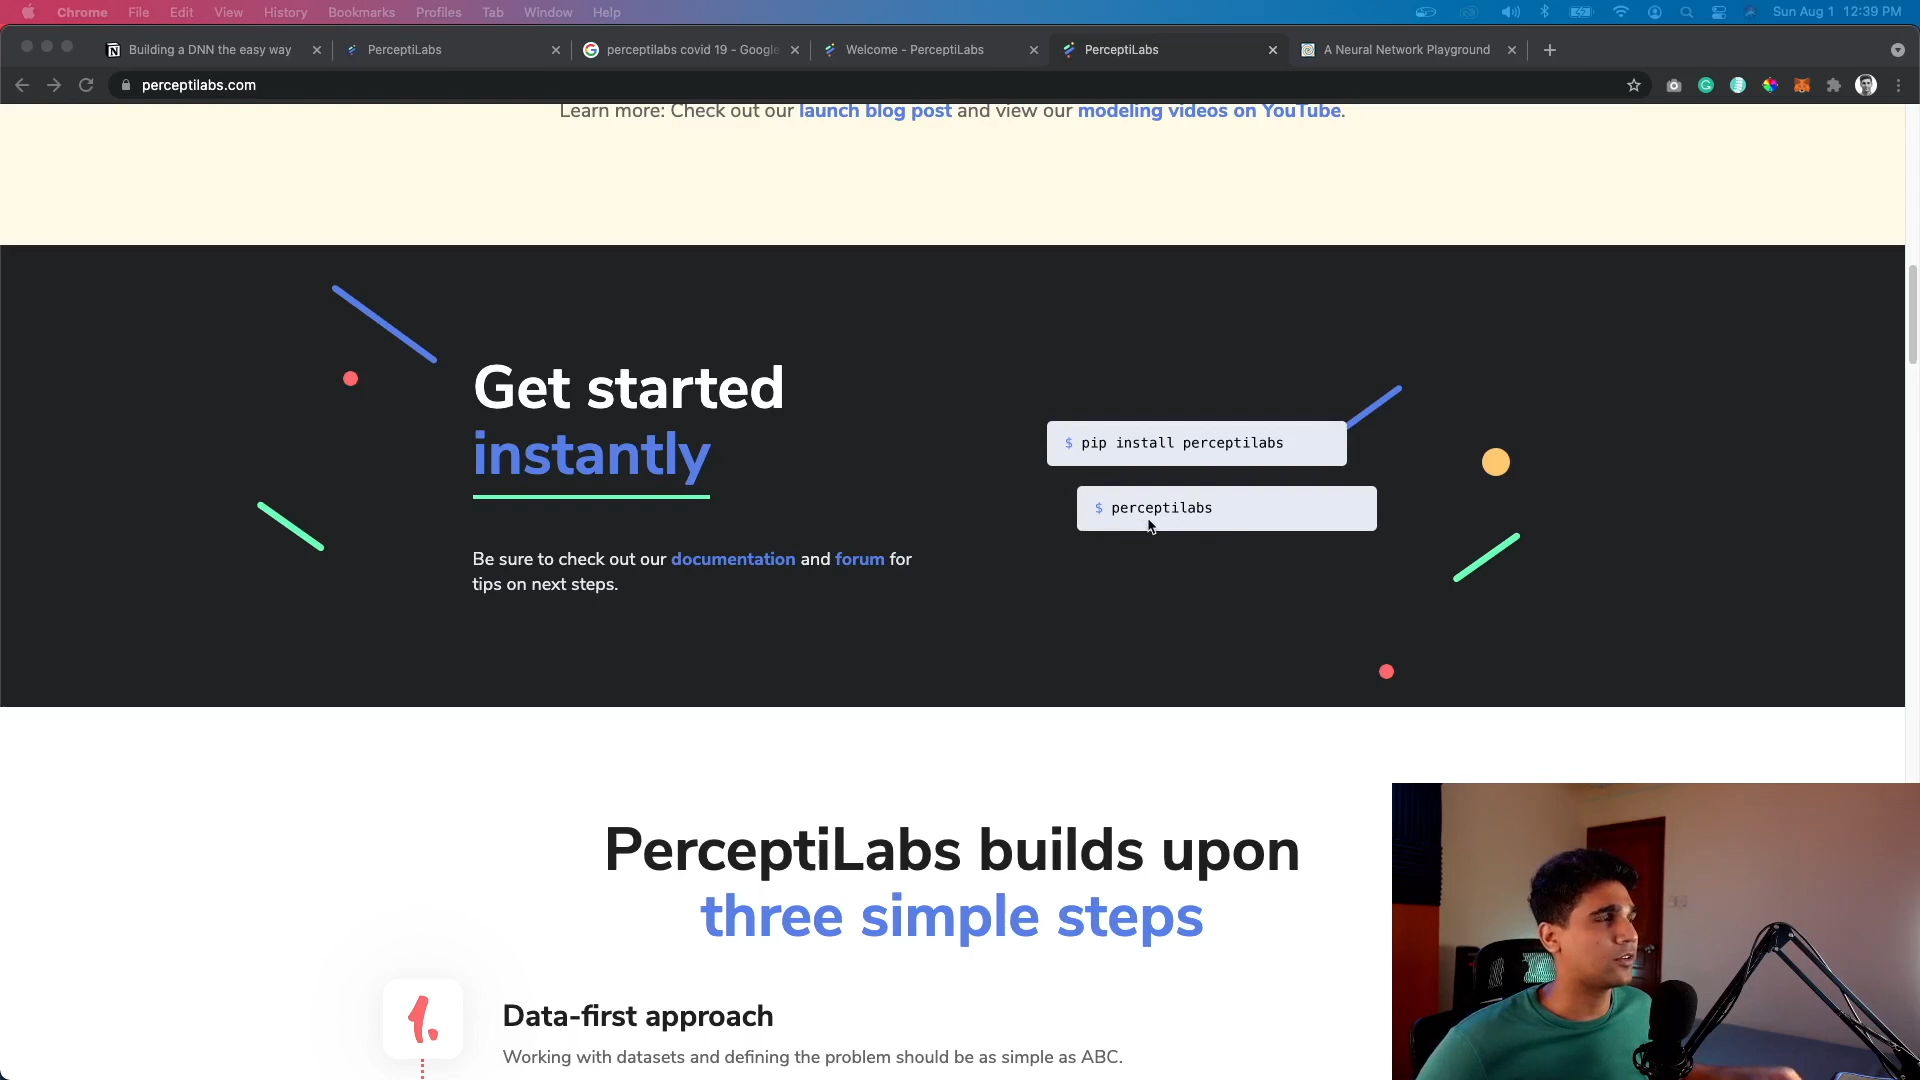 Chrome File Edit View History Bookmarks Profiles Tab Window Help Sun Aug 1 12:39 PM
Building a DNN the easy way PerceptiLabs perceptilabs covid 19 - Google Welcome - PerceptiLabs PerceptiLabs A Neural Network Playground
perceptilabs.com
Learn more: Check out our launch blog post and view our modeling videos on YouTube.
Get started
instantly
$ pip install perceptilabs
$ perceptilabs
Be sure to check out our documentation and forum for
tips on next steps.
PerceptiLabs builds upon
three simple steps
1.
Data-first approach
Working with datasets and defining the problem should be as simple as ABC.